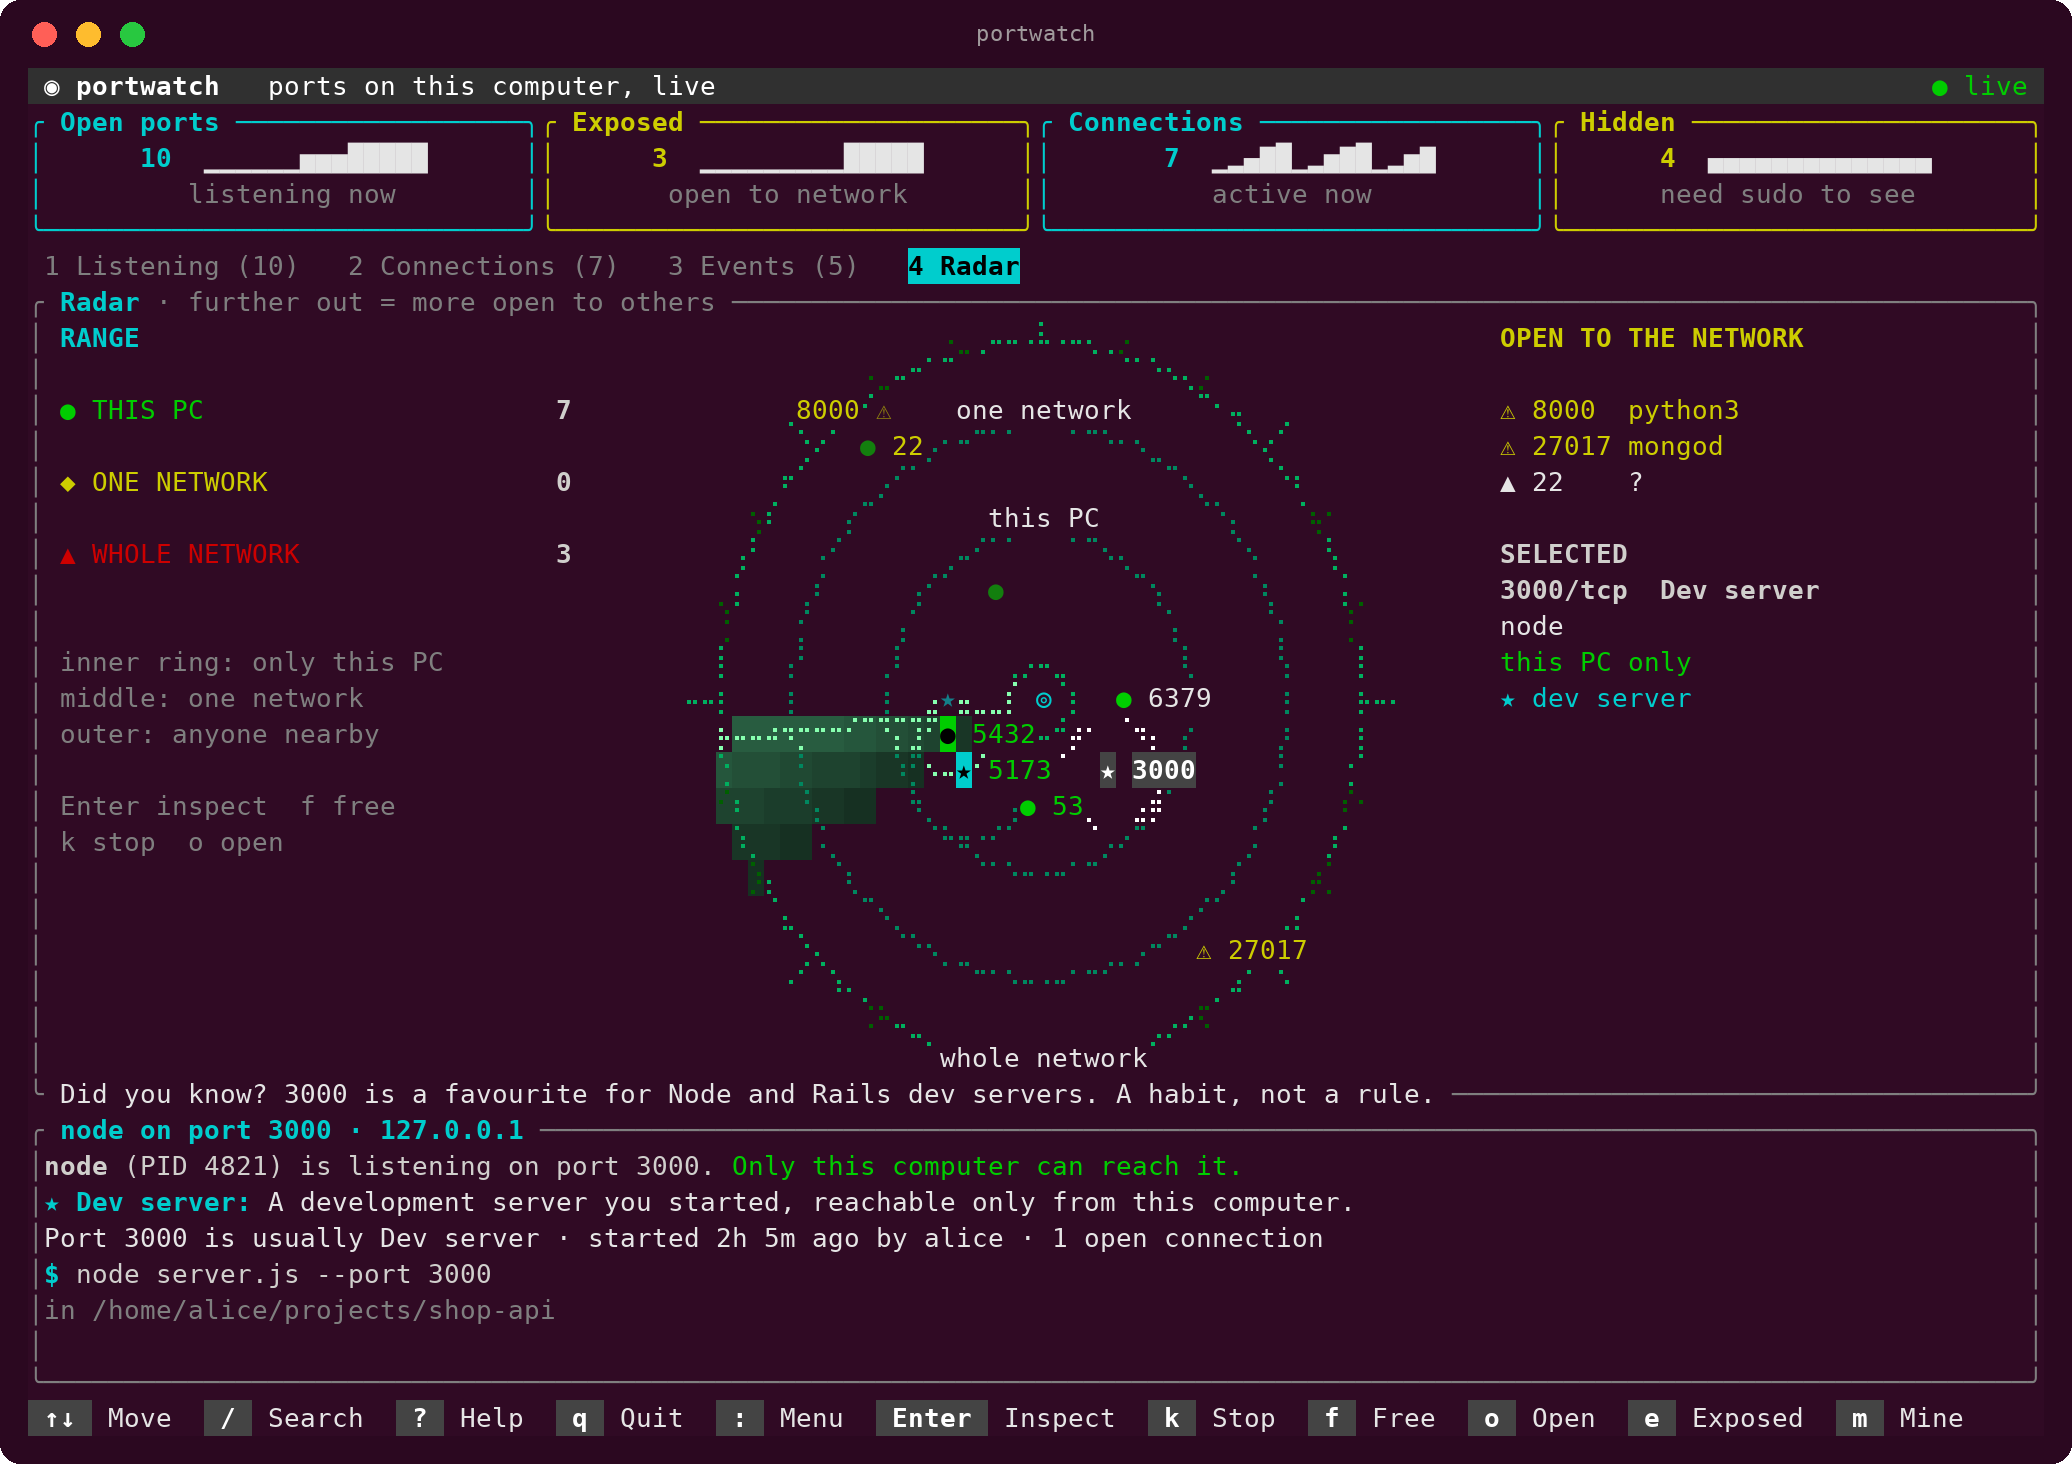 portwatch
◉ portwatch   ports on this computer, live   ● live
Open ports   Exposed   Connections   Hidden
10   3   7   4
listening now   open to network   active now   need sudo to see
1 Listening (10)   2 Connections (7)   3 Events (5)   4 Radar
Radar · further out = more open to others
RANGE
● THIS PC   7
◆ ONE NETWORK   0
▲ WHOLE NETWORK   3
inner ring: only this PC
middle: one network
outer: anyone nearby
Enter inspect  f free
k stop  o open
8000 ⚠   one network
● 22
this PC
★ ◎ ● 6379
● 5432
★ 5173   ★ 3000
● 53
⚠ 27017
whole network
OPEN TO THE NETWORK
⚠ 8000  python3
⚠ 27017 mongod
▲ 22    ?
SELECTED
3000/tcp  Dev server
node
this PC only
★ dev server
Did you know? 3000 is a favourite for Node and Rails dev servers. A habit, not a rule.
node on port 3000 · 127.0.0.1
node (PID 4821) is listening on port 3000. Only this computer can reach it.
★ Dev server: A development server you started, reachable only from this computer.
Port 3000 is usually Dev server · started 2h 5m ago by alice · 1 open connection
$ node server.js --port 3000
in /home/alice/projects/shop-api
↑↓ Move   / Search   ? Help   q Quit   : Menu   Enter Inspect   k Stop   f Free   o Open   e Exposed   m Mine